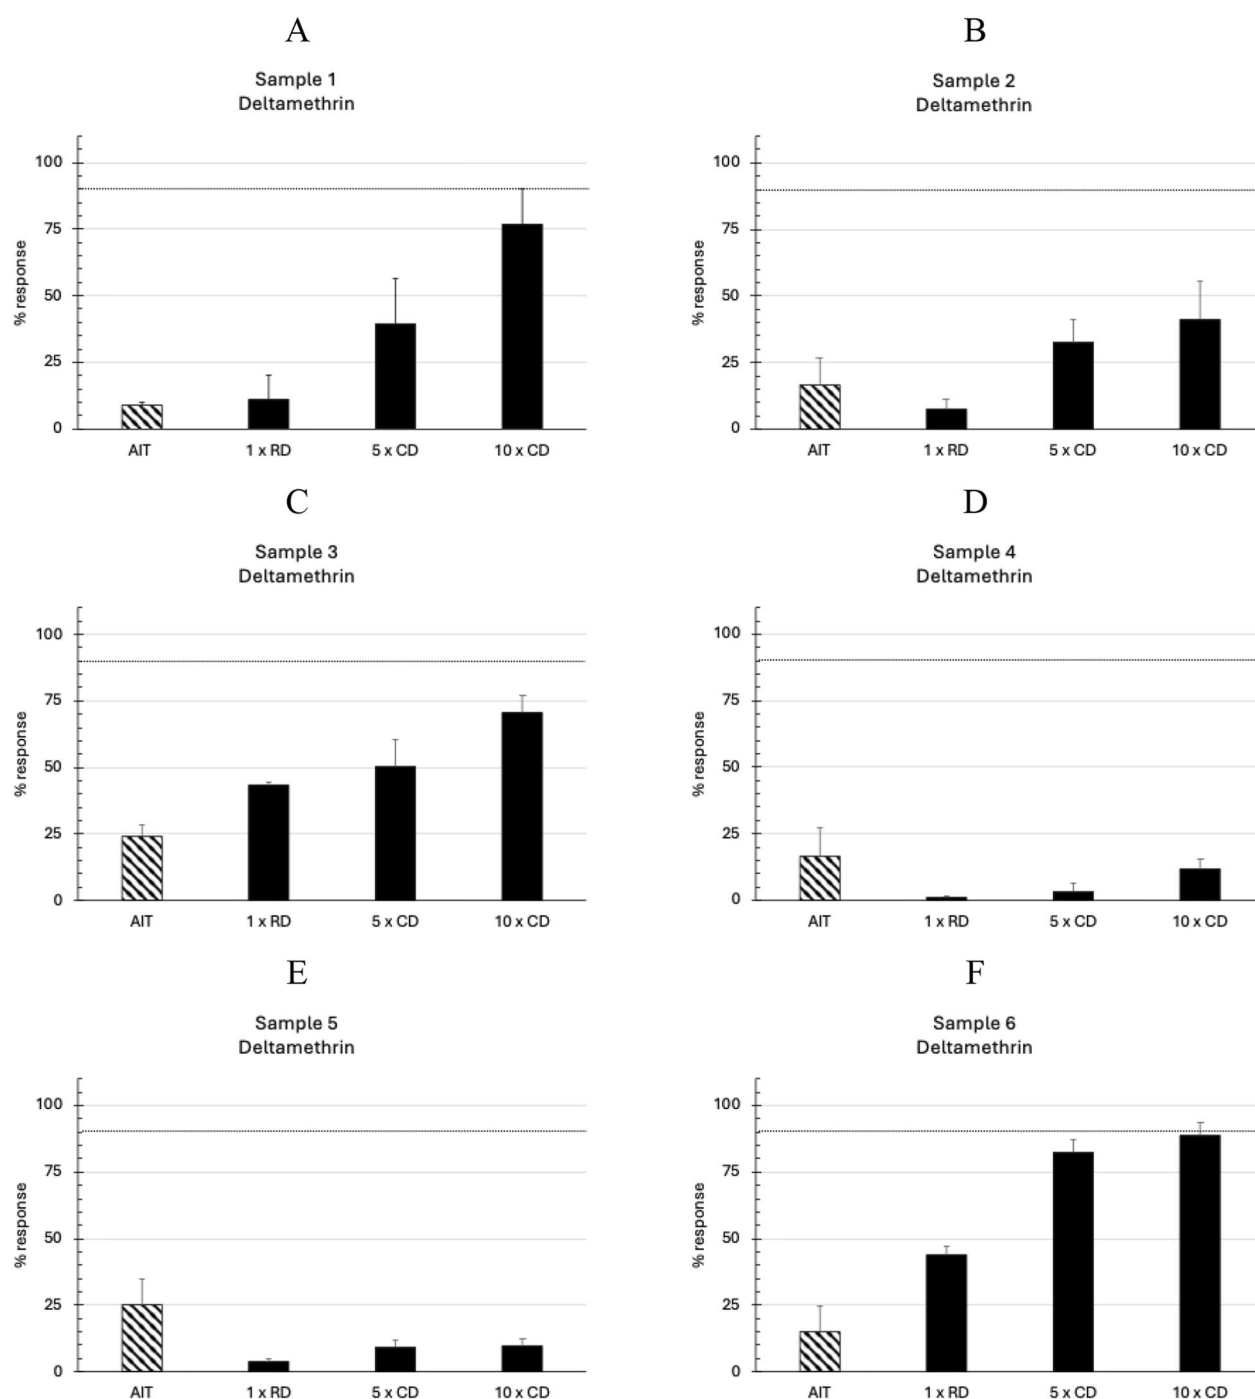 A
Sample 1
Deltamethrin
100
75
50
25
0
% response
AIT
1 x RD
5 x CD
10 x CD
B
Sample 2
Deltamethrin
100
75
50
25
0
% response
AIT
1 x RD
5 x CD
10 x CD
C
Sample 3
Deltamethrin
100
75
50
25
0
% response
AIT
1 x RD
5 x CD
10 x CD
D
Sample 4
Deltamethrin
100
75
50
25
0
% response
AIT
1 x RD
5 x CD
10 x CD
E
Sample 5
Deltamethrin
100
75
50
25
0
% response
AIT
1 x RD
5 x CD
10 x CD
F
Sample 6
Deltamethrin
100
75
50
25
0
% response
AIT
1 x RD
5 x CD
10 x CD